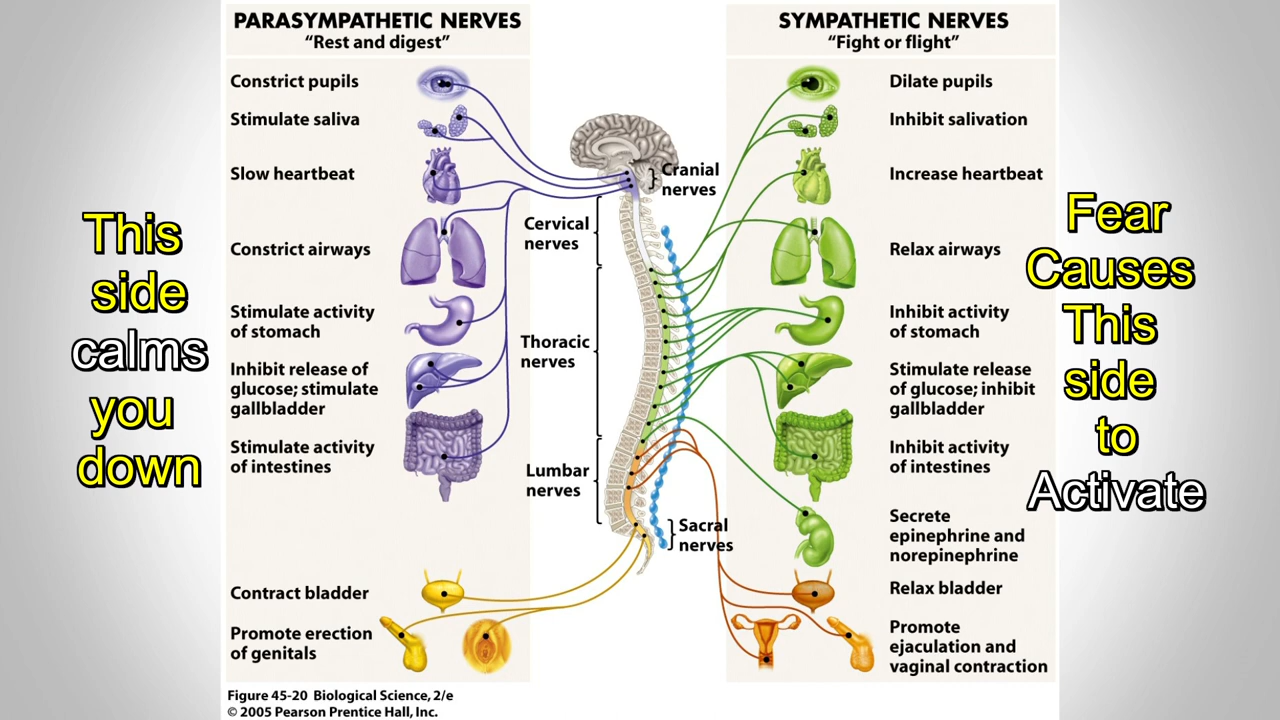 PARASYMPATHETIC NERVES
“Rest and digest”
Constrict pupils
Stimulate saliva
Slow heartbeat
Constrict airways
Stimulate activity
of stomach
Inhibit release of
glucose; stimulate
gallbladder
Stimulate activity
of intestines
Contract bladder
Promote erection
of genitals
Cranial
nerves
Cervical
nerves
Thoracic
nerves
Lumbar
nerves
Sacral
nerves
SYMPATHETIC NERVES
“Fight or flight”
Dilate pupils
Inhibit salivation
Increase heartbeat
Relax airways
Inhibit activity
of stomach
Stimulate release
of glucose; inhibit
gallbladder
Inhibit activity
of intestines
Secrete
epinephrine and
norepinephrine
Relax bladder
Promote
ejaculation and
vaginal contraction
This
side
calms
you
down
Fear
Causes
This
side
to
Activate
Figure 45-20 Biological Science, 2/e
© 2005 Pearson Prentice Hall, Inc.